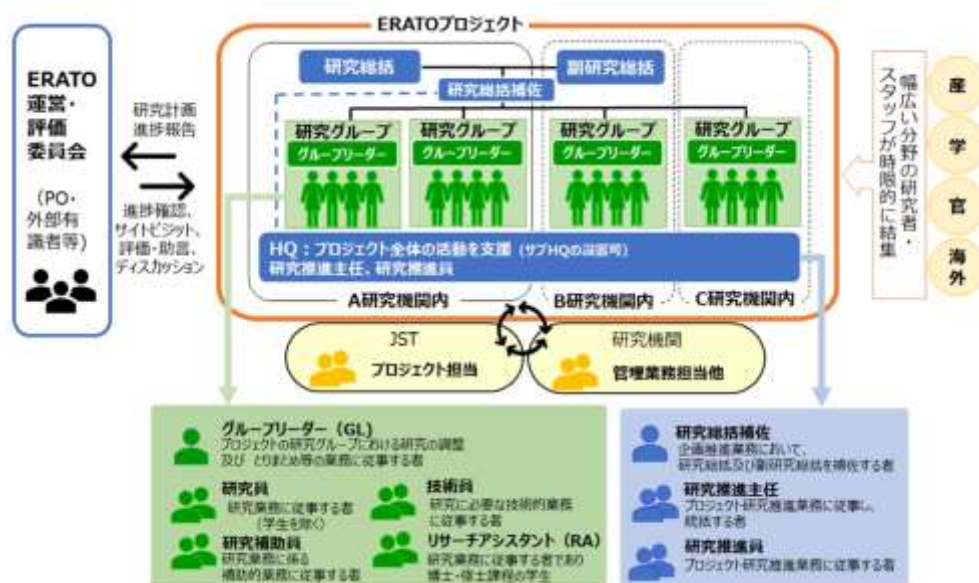 ERATOプロジェクト
ERATO
運営・
評価
委員会
(PO・
外部有
識者等)
研究計画
進捗報告
進捗確認、
サイトビジット、
評価・助言、
ディスカッション
研究総括
副研究総括
研究総括補佐
研究グループ
グループリーダー
研究グループ
グループリーダー
研究グループ
グループリーダー
研究グループ
グループリーダー
HQ：プロジェクト全体の活動を支援（サブHQの設置可）
研究推進主任、研究推進員
A研究機関内
B研究機関内
C研究機関内
幅広い分野の研究者・
スタッフが時限的に結集
産
学
官
海外
JST
プロジェクト担当
研究機関
管理業務担当他
グループリーダー（GL）
プロジェクトの研究グループにおける研究の調整
及び とりまとめ等の業務に従事する者
研究員
研究業務に従事する者
（学生を除く）
技術員
研究に必要な技術的業務
に従事する者
研究補助員
研究業務に係る
補助的業務に従事する者
リサーチアシスタント（RA）
研究業務に従事する者であり
博士・修士課程の学生
研究総括補佐
企画推進業務において、
研究総括及び副研究総括を補佐する者
研究推進主任
プロジェクト研究推進業務に従事し、
統括する者
研究推進員
プロジェクト研究推進業務に従事する者